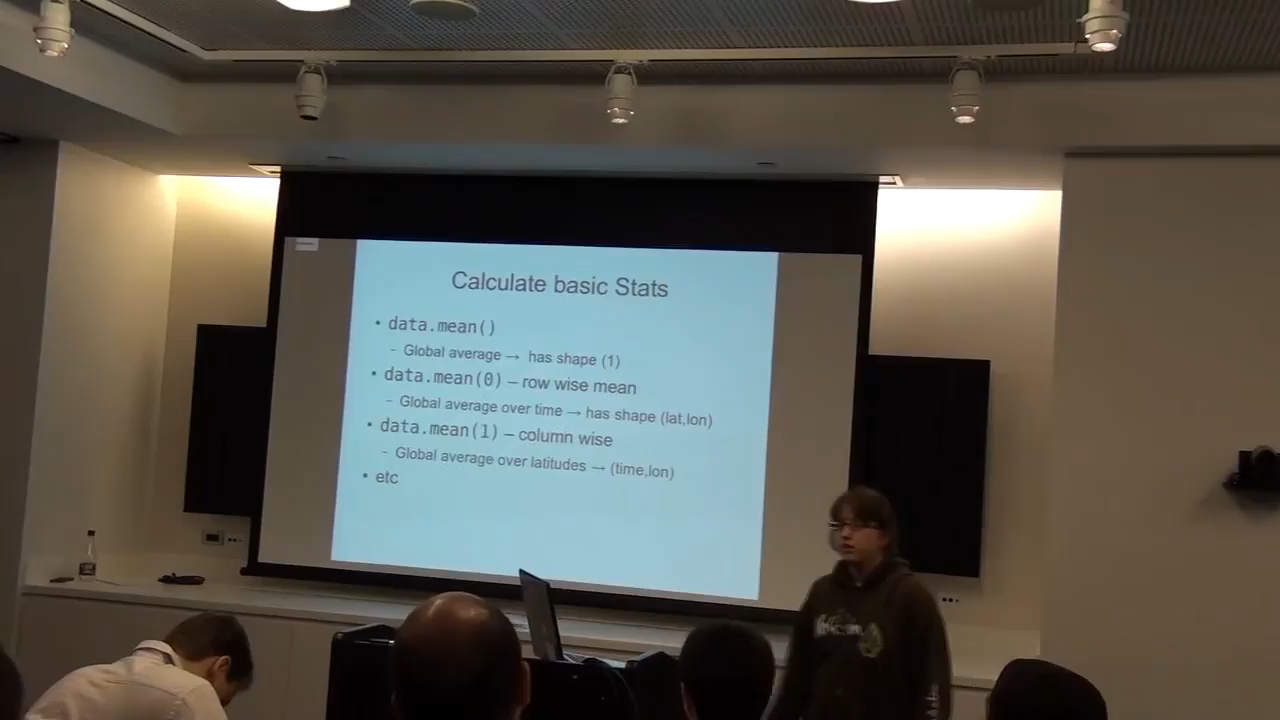 Calculate basic Stats
• data.mean()
– Global average → has shape (1)
• data.mean(0) – row wise mean
– Global average over time → has shape (lat,lon)
• data.mean(1) – column wise
– Global average over latitudes → (time,lon)
• etc